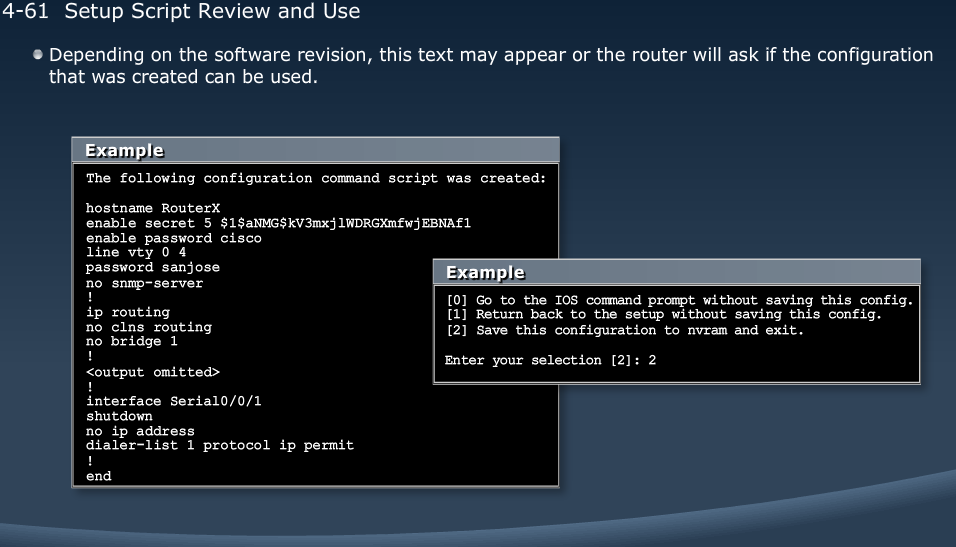 4-61 Setup Script Review and Use
Depending on the software revision, this text may appear or the router will ask if the configuration
that was created can be used.
Example
The following configuration command script was created:
hostname RouterX
enable secret 5 $1$aNMG$kV3mxjlWDRGXmfwjEBNAf1
enable password cisco
line vty 0 4
password sanjose
no snmp-server
!
ip routing
no clns routing
no bridge 1
!
<output omitted>
!
interface Serial0/0/1
shutdown
no ip address
dialer-list 1 protocol ip permit
!
end
Example
[0] Go to the IOS command prompt without saving this config.
[1] Return back to the setup without saving this config.
[2] Save this configuration to nvram and exit.
Enter your selection [2]: 2